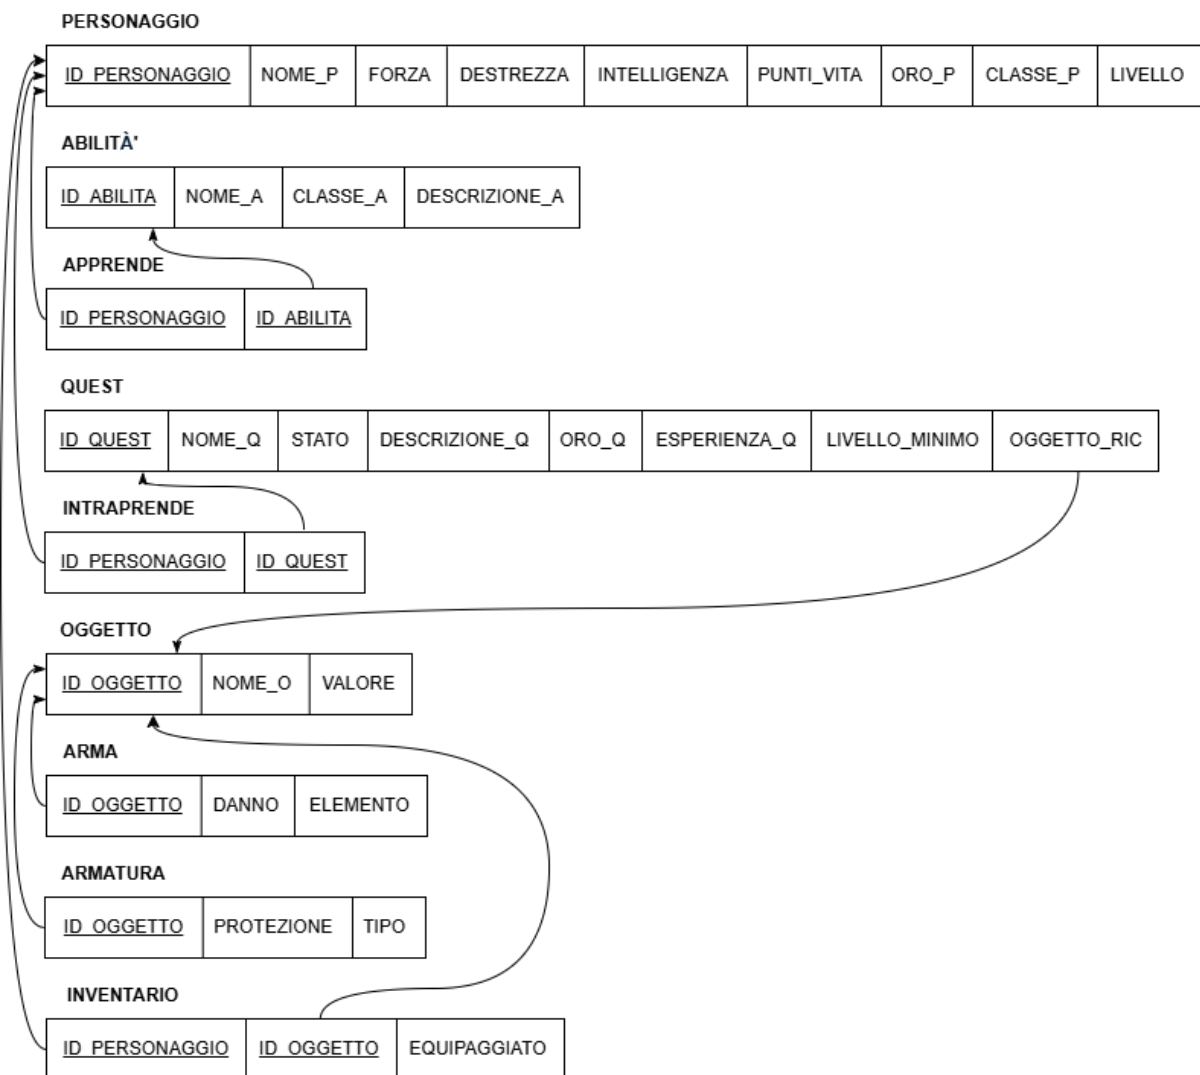 PERSONAGGIO
ID_PERSONAGGIO NOME_P FORZA DESTREZZA INTELLIGENZA PUNTI_VITA ORO_P CLASSE_P LIVELLO
ABILITÀ'
ID_ABILITA NOME_A CLASSE_A DESCRIZIONE_A
APPRENDE
ID_PERSONAGGIO ID_ABILITA
QUEST
ID_QUEST NOME_Q STATO DESCRIZIONE_Q ORO_Q ESPERIENZA_Q LIVELLO_MINIMO OGGETTO_RIC
INTRAPRENDE
ID_PERSONAGGIO ID_QUEST
OGGETTO
ID_OGGETTO NOME_O VALORE
ARMA
ID_OGGETTO DANNO ELEMENTO
ARMATURA
ID_OGGETTO PROTEZIONE TIPO
INVENTARIO
ID_PERSONAGGIO ID_OGGETTO EQUIPAGGIATO